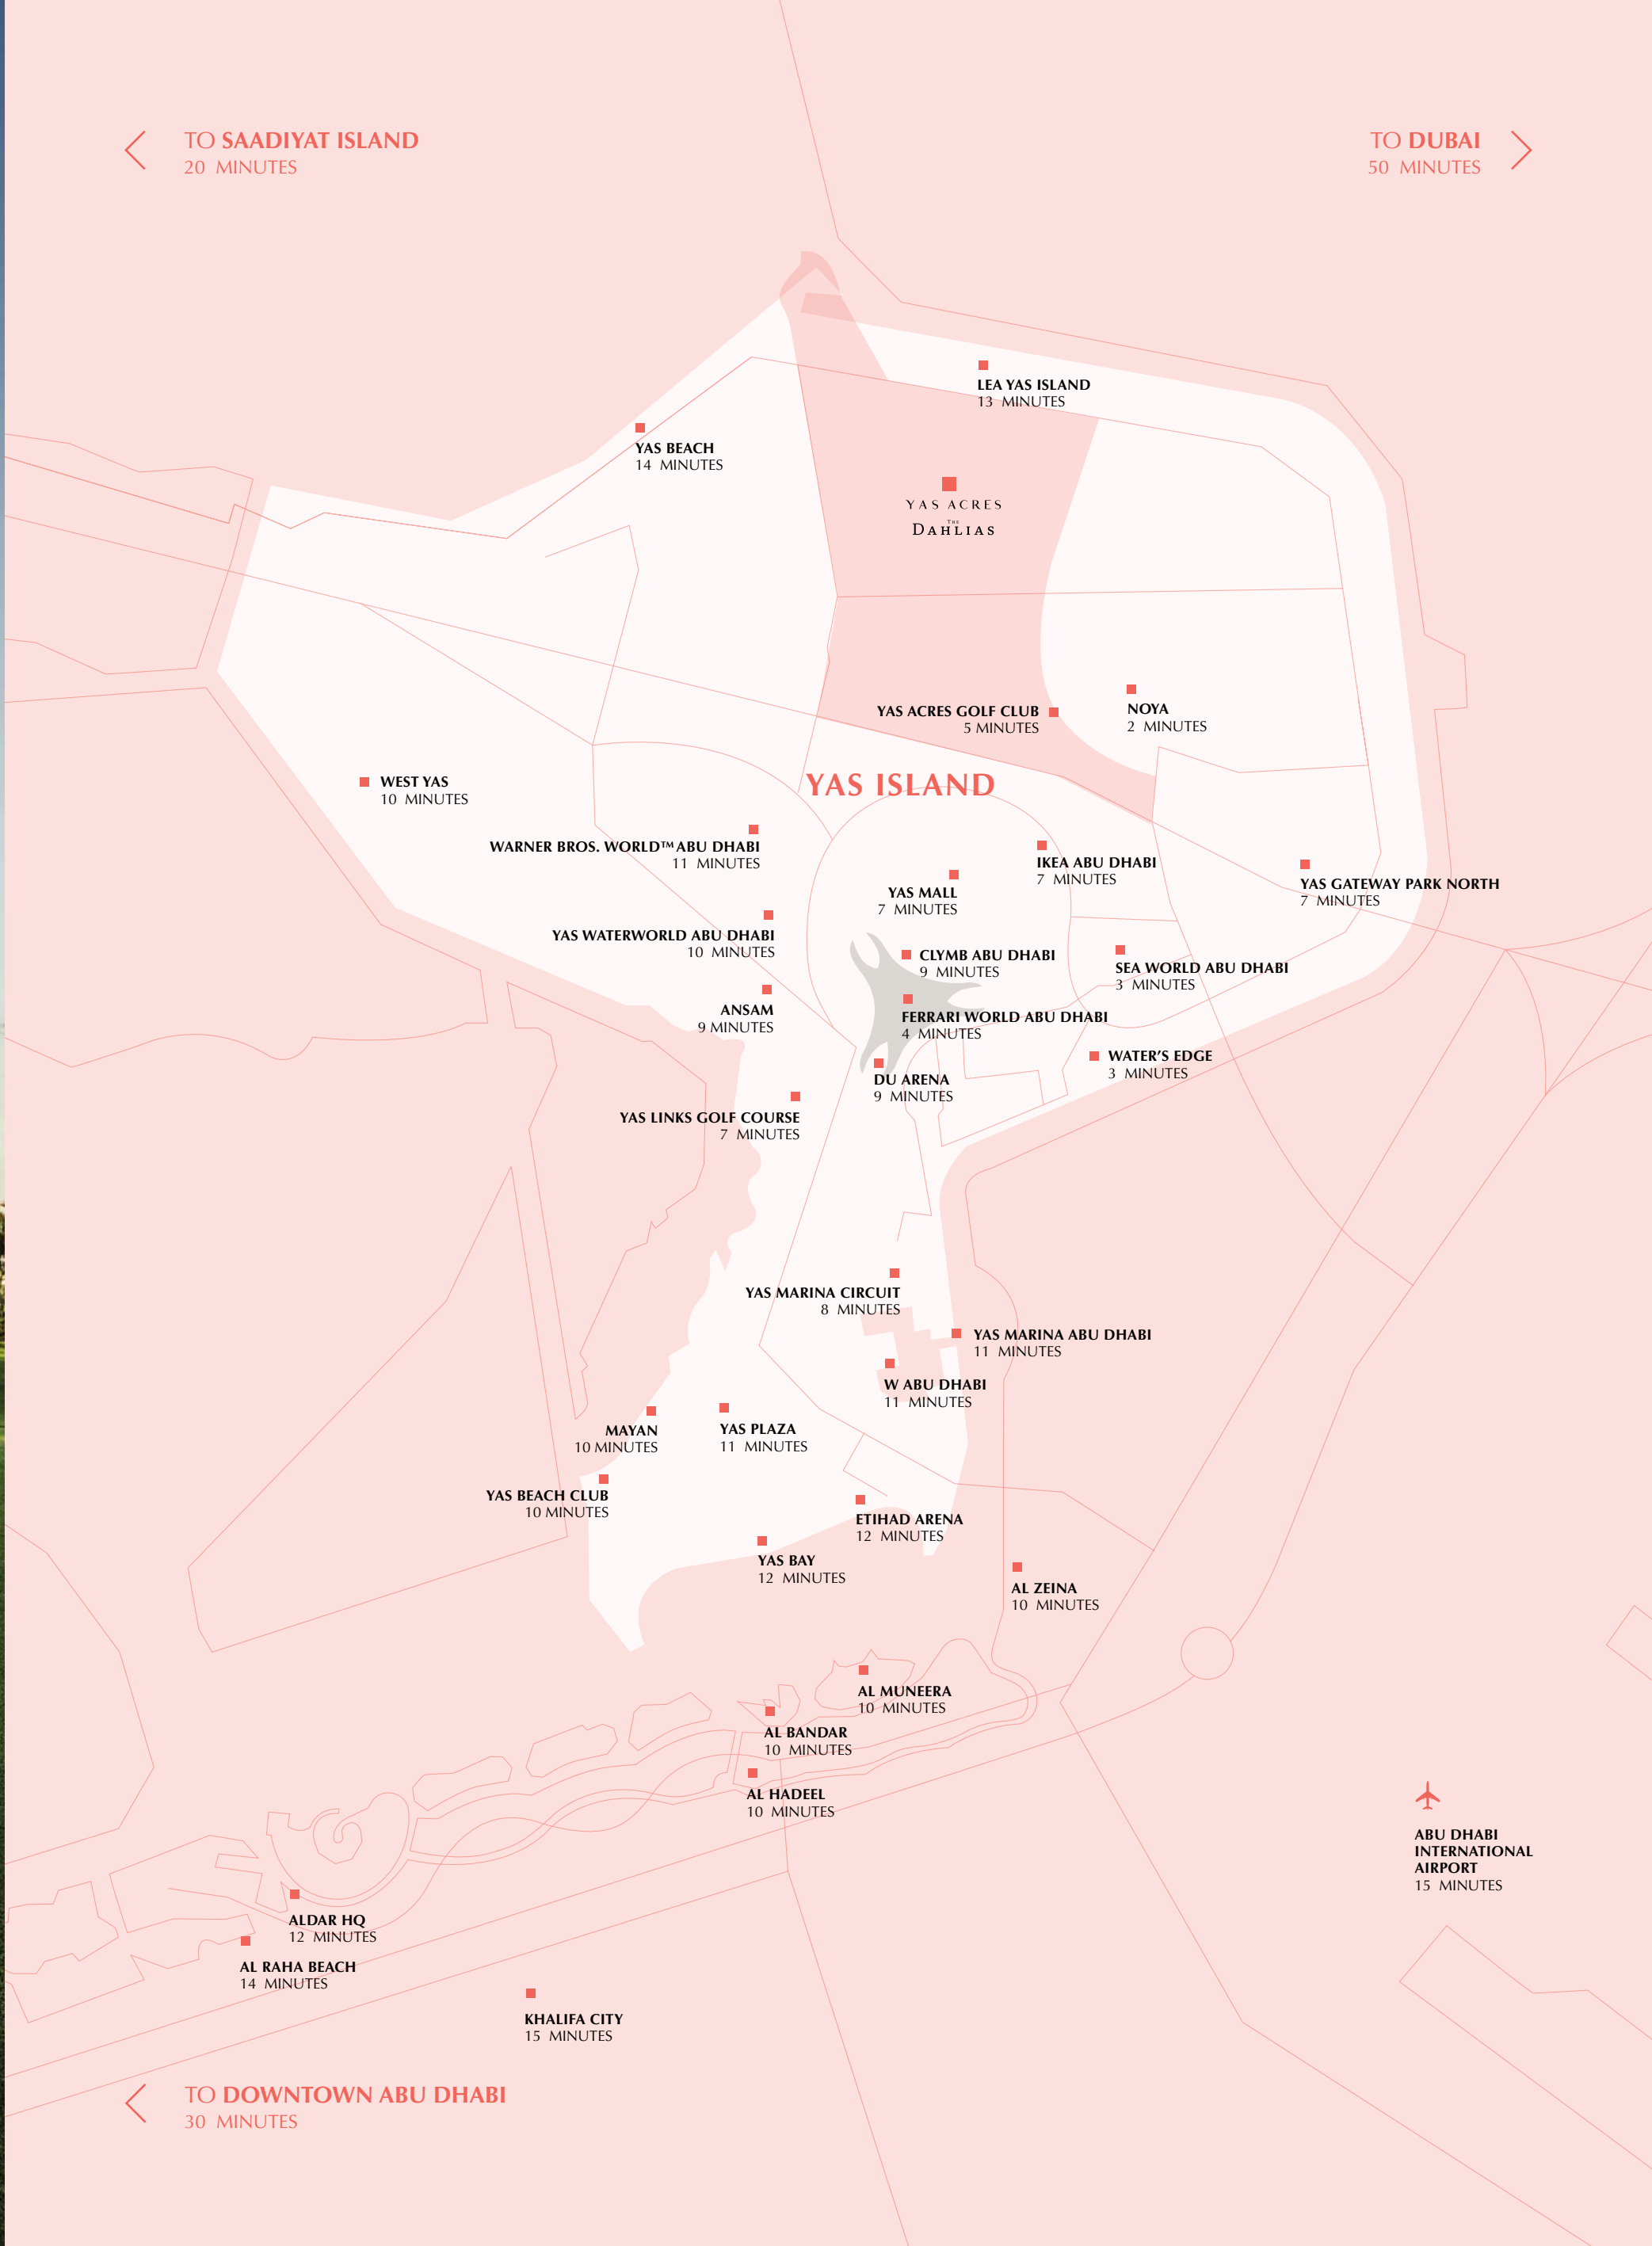 TO SAADIYAT ISLAND
20 MINUTES
TO DUBAI
50 MINUTES
LEA YAS ISLAND
13 MINUTES
YAS BEACH
14 MINUTES
YAS ACRES
THE
DAHLIAS
YAS ACRES GOLF CLUB
5 MINUTES
NOYA
2 MINUTES
YAS ISLAND
WEST YAS
10 MINUTES
WARNER BROS. WORLD™ ABU DHABI
11 MINUTES
IKEA ABU DHABI
7 MINUTES
YAS MALL
7 MINUTES
YAS GATEWAY PARK NORTH
7 MINUTES
YAS WATERWORLD ABU DHABI
10 MINUTES
CLYMB ABU DHABI
9 MINUTES
SEA WORLD ABU DHABI
3 MINUTES
ANSAM
9 MINUTES
FERRARI WORLD ABU DHABI
4 MINUTES
WATER'S EDGE
3 MINUTES
DU ARENA
9 MINUTES
YAS LINKS GOLF COURSE
7 MINUTES
YAS MARINA CIRCUIT
8 MINUTES
YAS MARINA ABU DHABI
11 MINUTES
W ABU DHABI
11 MINUTES
MAYAN
10 MINUTES
YAS PLAZA
11 MINUTES
YAS BEACH CLUB
10 MINUTES
ETIHAD ARENA
12 MINUTES
YAS BAY
12 MINUTES
AL ZEINA
10 MINUTES
AL MUNEERA
10 MINUTES
AL BANDAR
10 MINUTES
AL HADEEL
10 MINUTES
ABU DHABI
INTERNATIONAL
AIRPORT
15 MINUTES
ALDAR HQ
12 MINUTES
AL RAHA BEACH
14 MINUTES
KHALIFA CITY
15 MINUTES
TO DOWNTOWN ABU DHABI
30 MINUTES